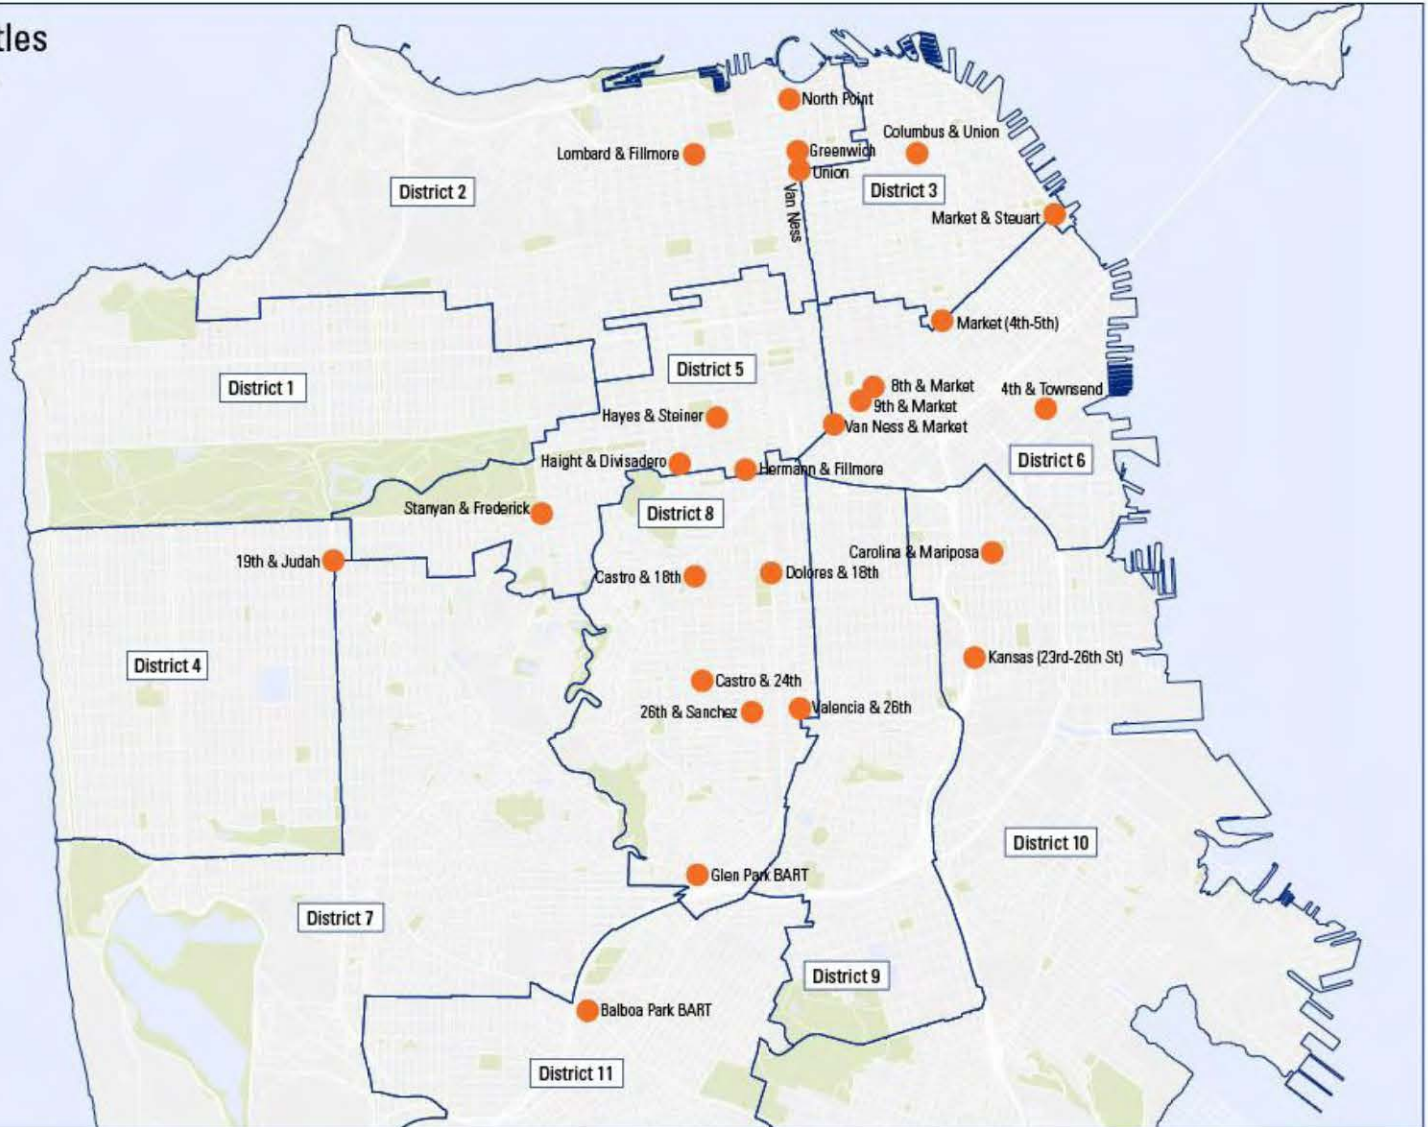 North Point
Columbus & Union
Greenwich
Lombard & Fillmore
Union
District 2
District 3
Van Ness
Market & Steuart
Market (4th-5th)
District 5
District 1
8th & Market
4th & Townsend
9th & Market
Hayes & Steiner
Van Ness & Market
District 6
Haight & Divisadero
Hermann & Fillmore
Stanyan & Frederick
District 8
Carolina & Mariposa
19th & Judah
Castro & 18th
Dolores & 18th
Kansas (23rd-26th St)
District 4
Castro & 24th
26th & Sanchez
Valencia & 26th
District 10
Glen Park BART
District 7
District 9
Balboa Park BART
District 11